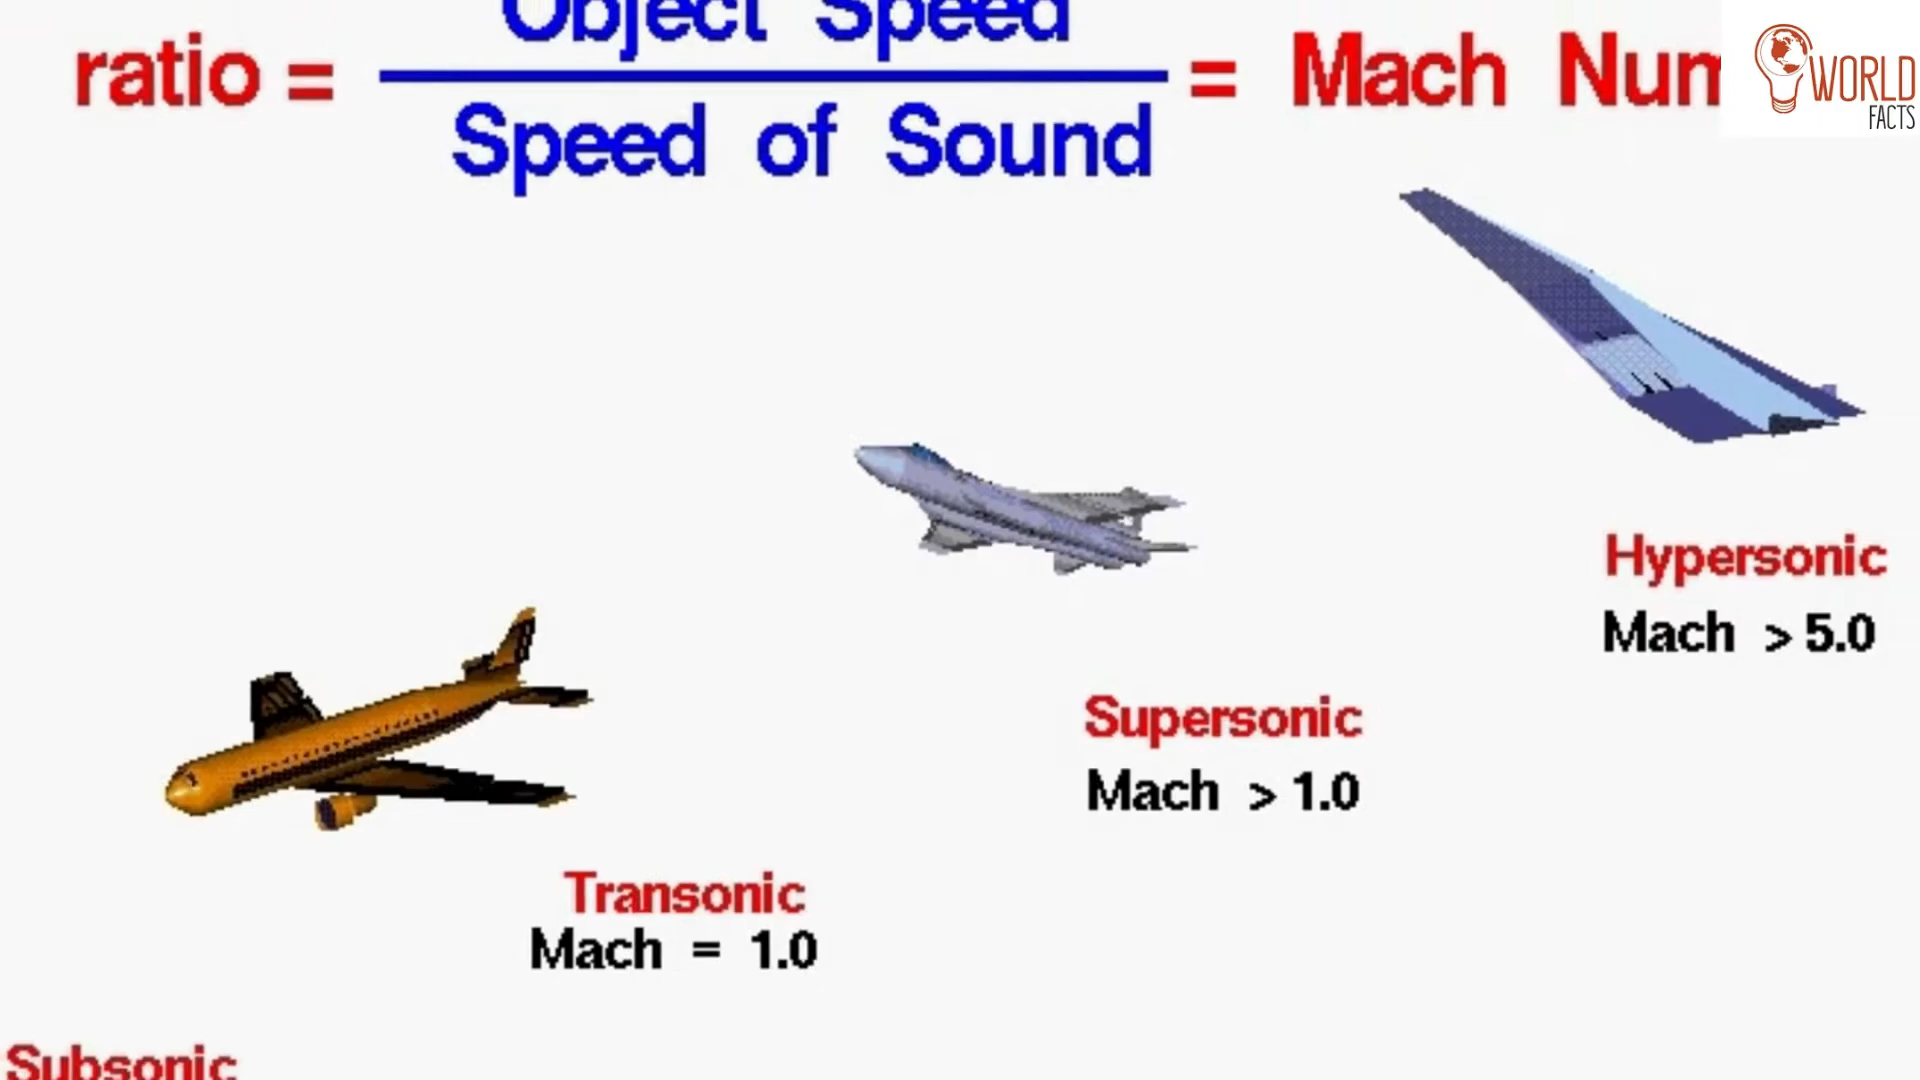 Object Speed
ratio = = Mach Num
Speed of Sound
WORLD
FACTS
Hypersonic
Mach > 5.0
Supersonic
Mach > 1.0
Transonic
Mach = 1.0
Subsonic